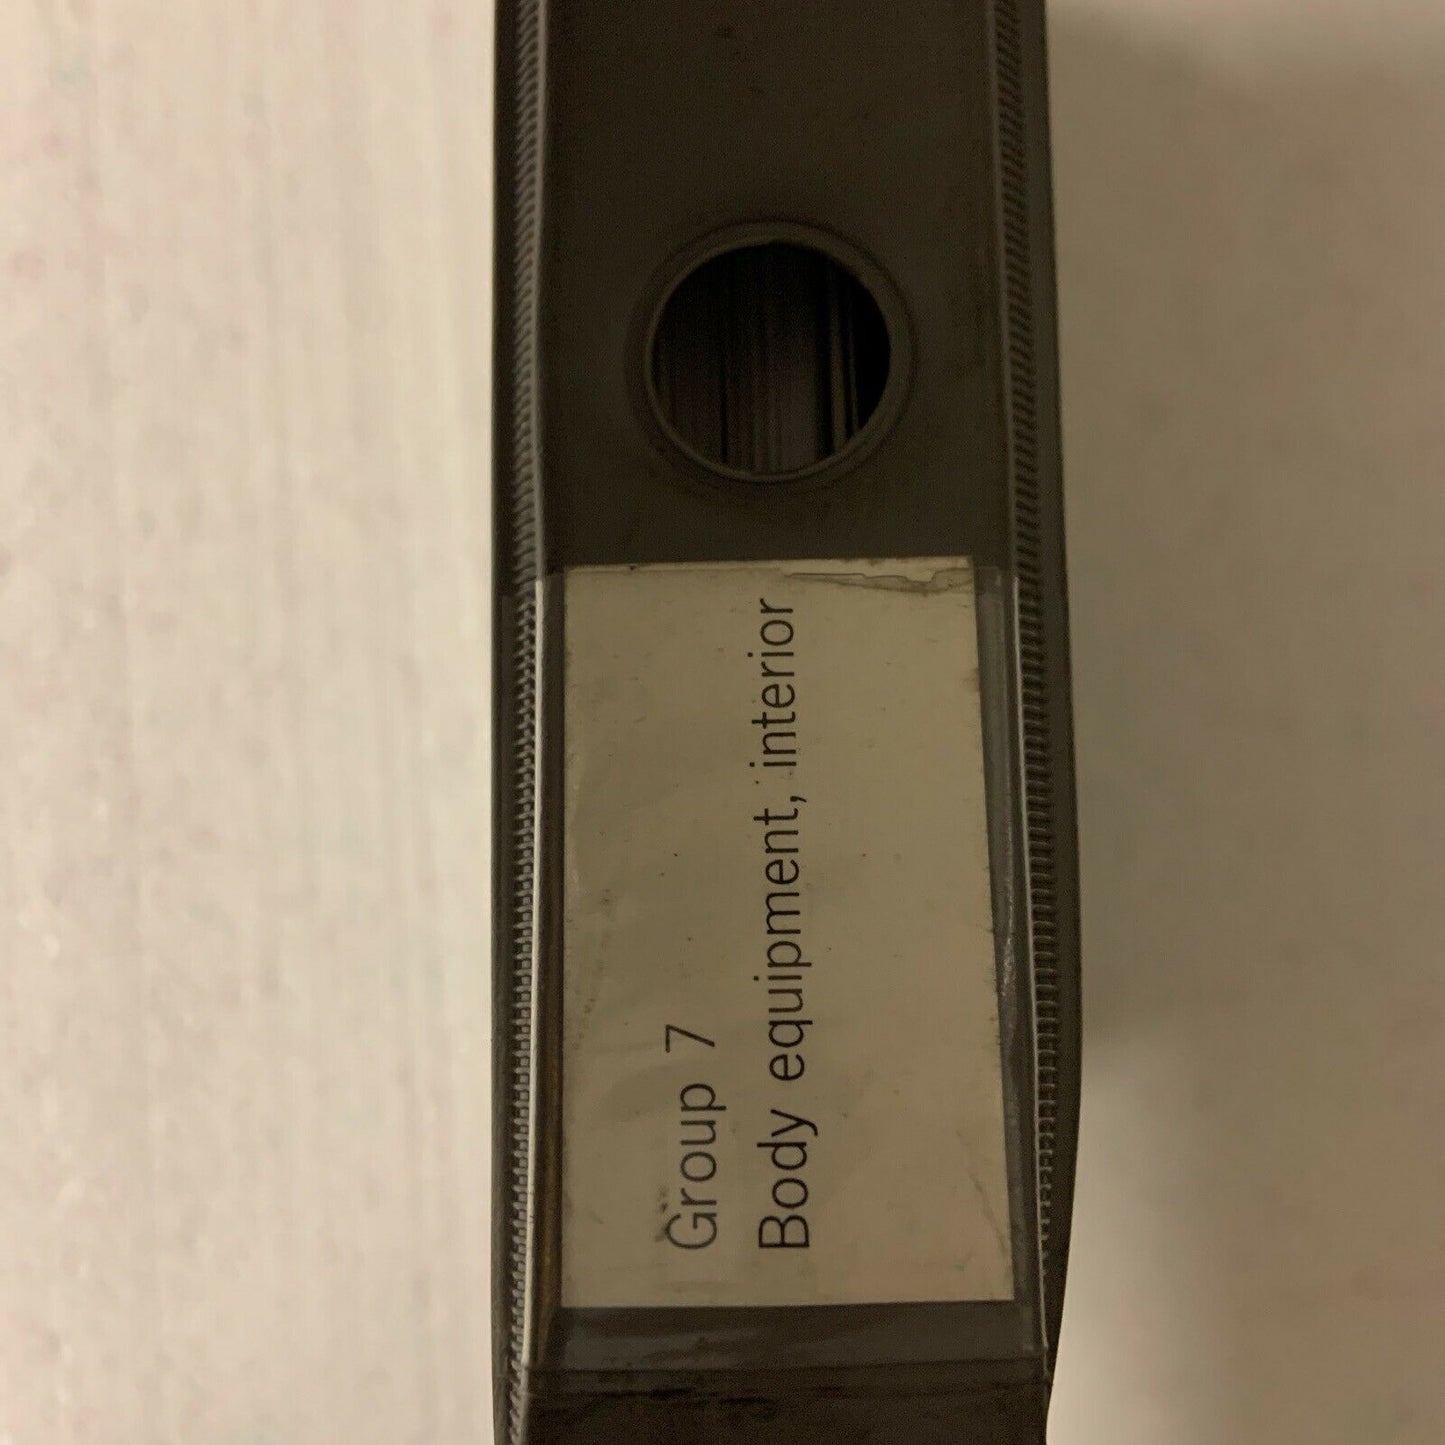 Group 7
Body equipment, interior